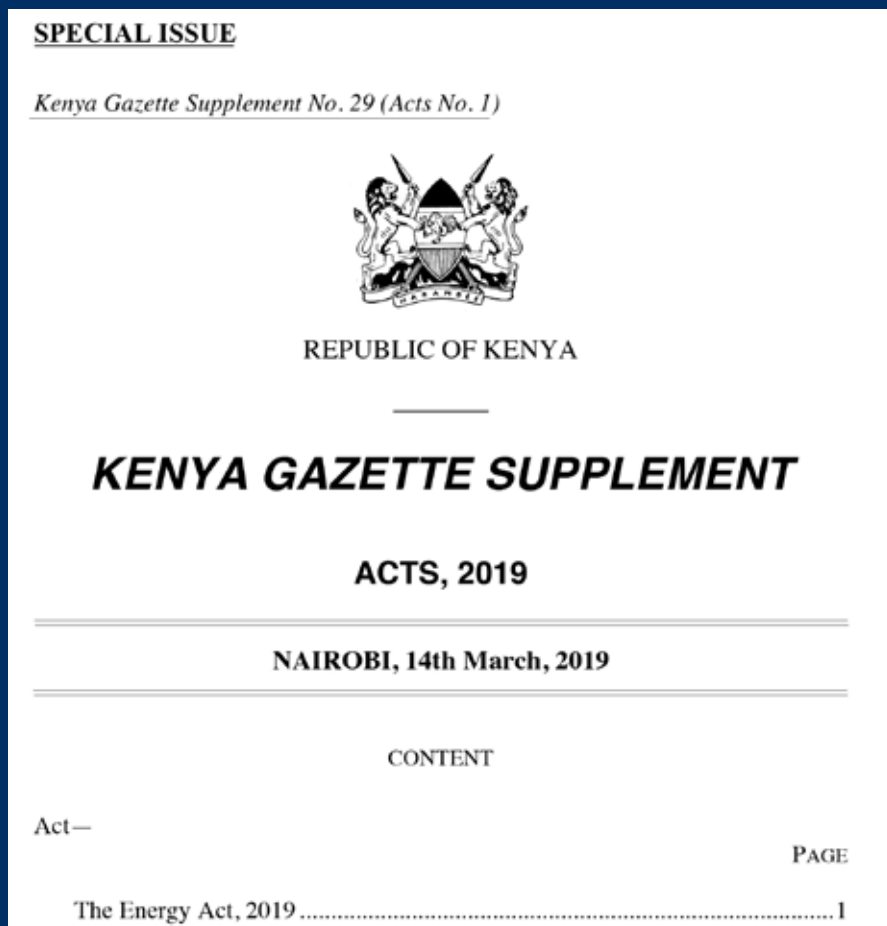 SPECIAL ISSUE
Kenya Gazette Supplement No. 29 (Acts No. 1)
HARAMBEE
REPUBLIC OF KENYA
KENYA GAZETTE SUPPLEMENT
ACTS, 2019
NAIROBI, 14th March, 2019
CONTENT
Act—
PAGE
The Energy Act, 2019.....................................................................................1